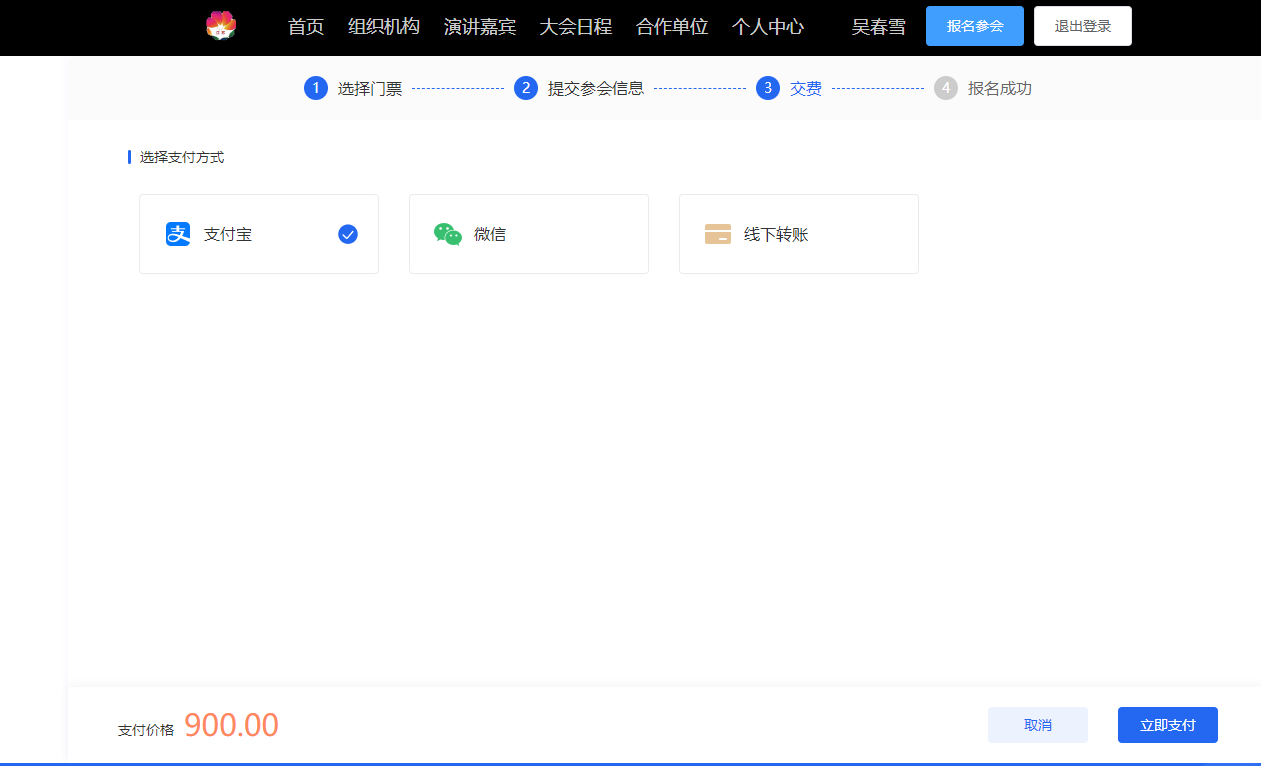 首页 组织机构 演讲嘉宾 大会日程 合作单位 个人中心 吴春雪 报名参会 退出登录
1 选择门票 2 提交参会信息 3 交费 4 报名成功
选择支付方式
支 支付宝 微信 线下转账
支付价格 900.00 取消 立即支付